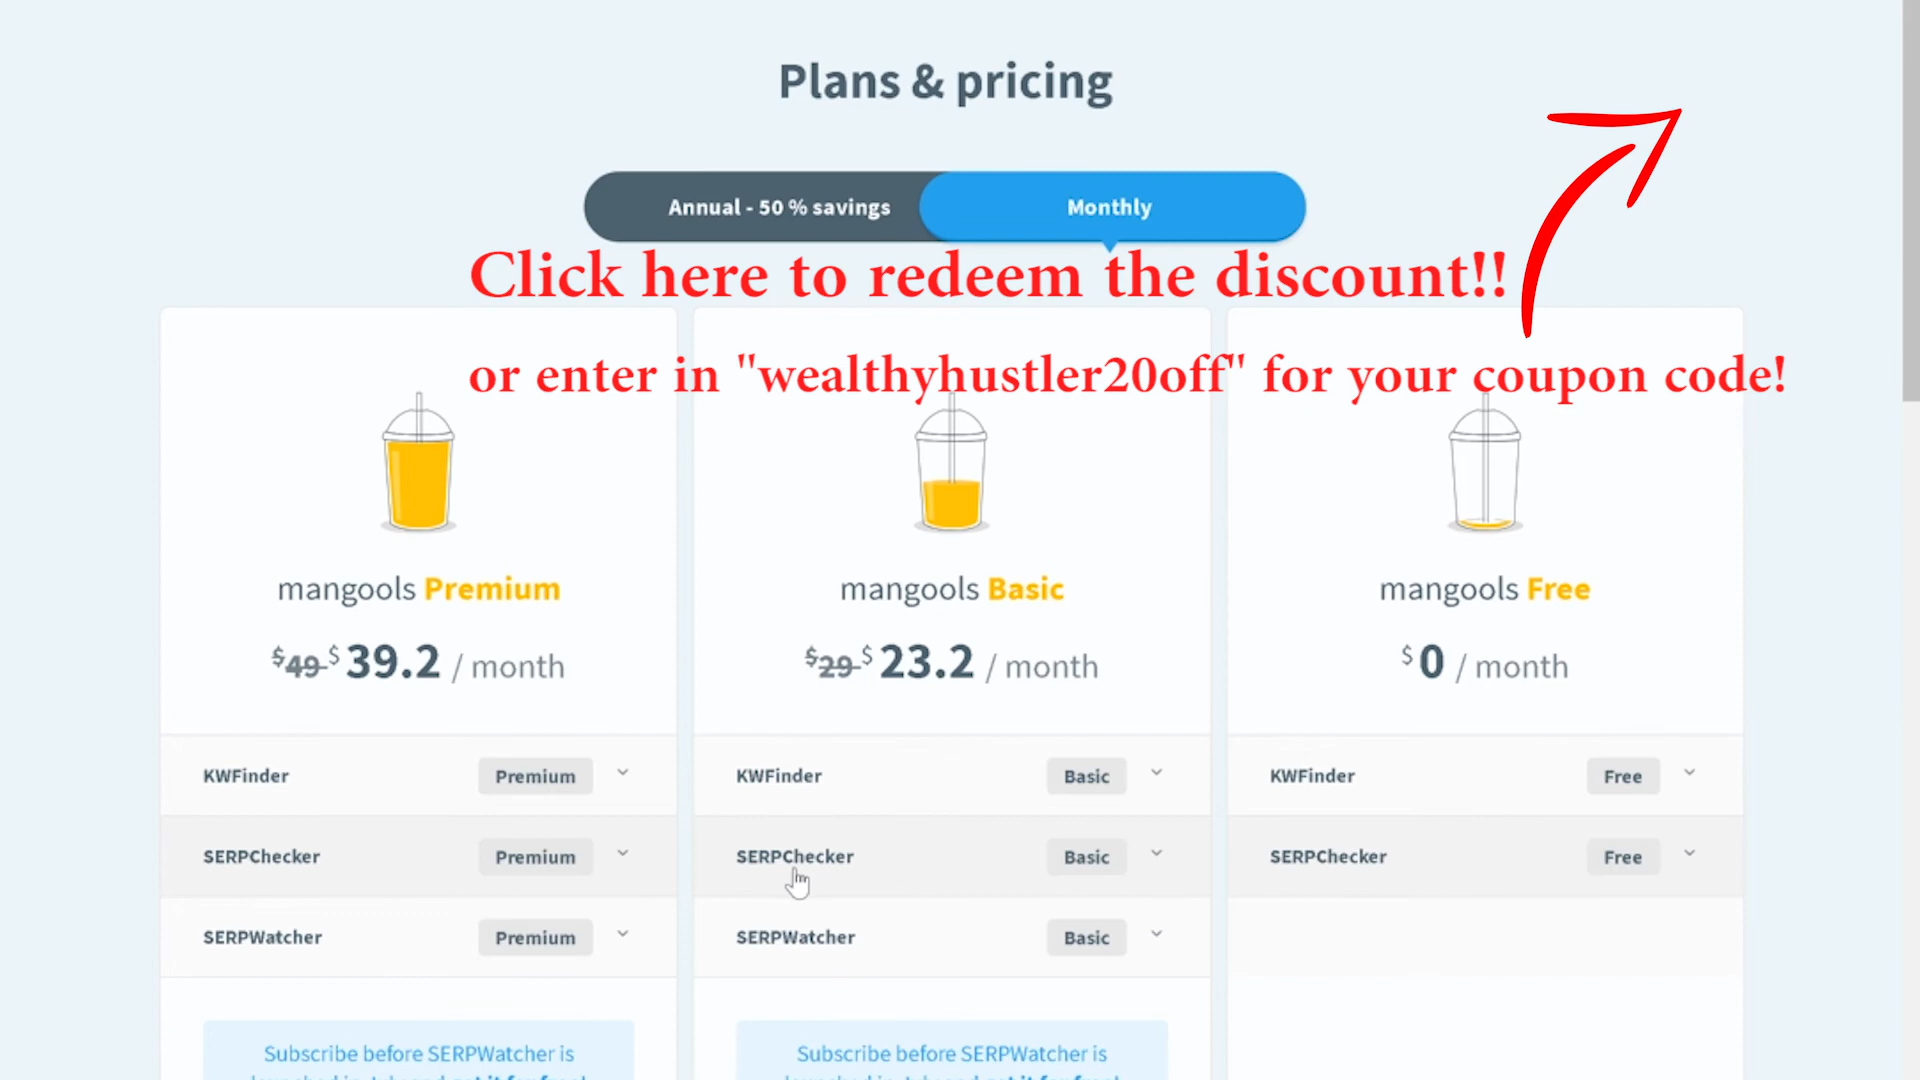 Plans & pricing
Annual - 50 % savings
Monthly
Click here to redeem the discount!!
or enter in "wealthyhustler20off" for your coupon code!
mangools Premium
$49 $39.2 / month
KWFinder Premium
SERPChecker Premium
SERPWatcher Premium
Subscribe before SERPWatcher is
mangools Basic
$29 $23.2 / month
KWFinder Basic
SERPChecker Basic
SERPWatcher Basic
Subscribe before SERPWatcher is
mangools Free
$0 / month
KWFinder Free
SERPChecker Free